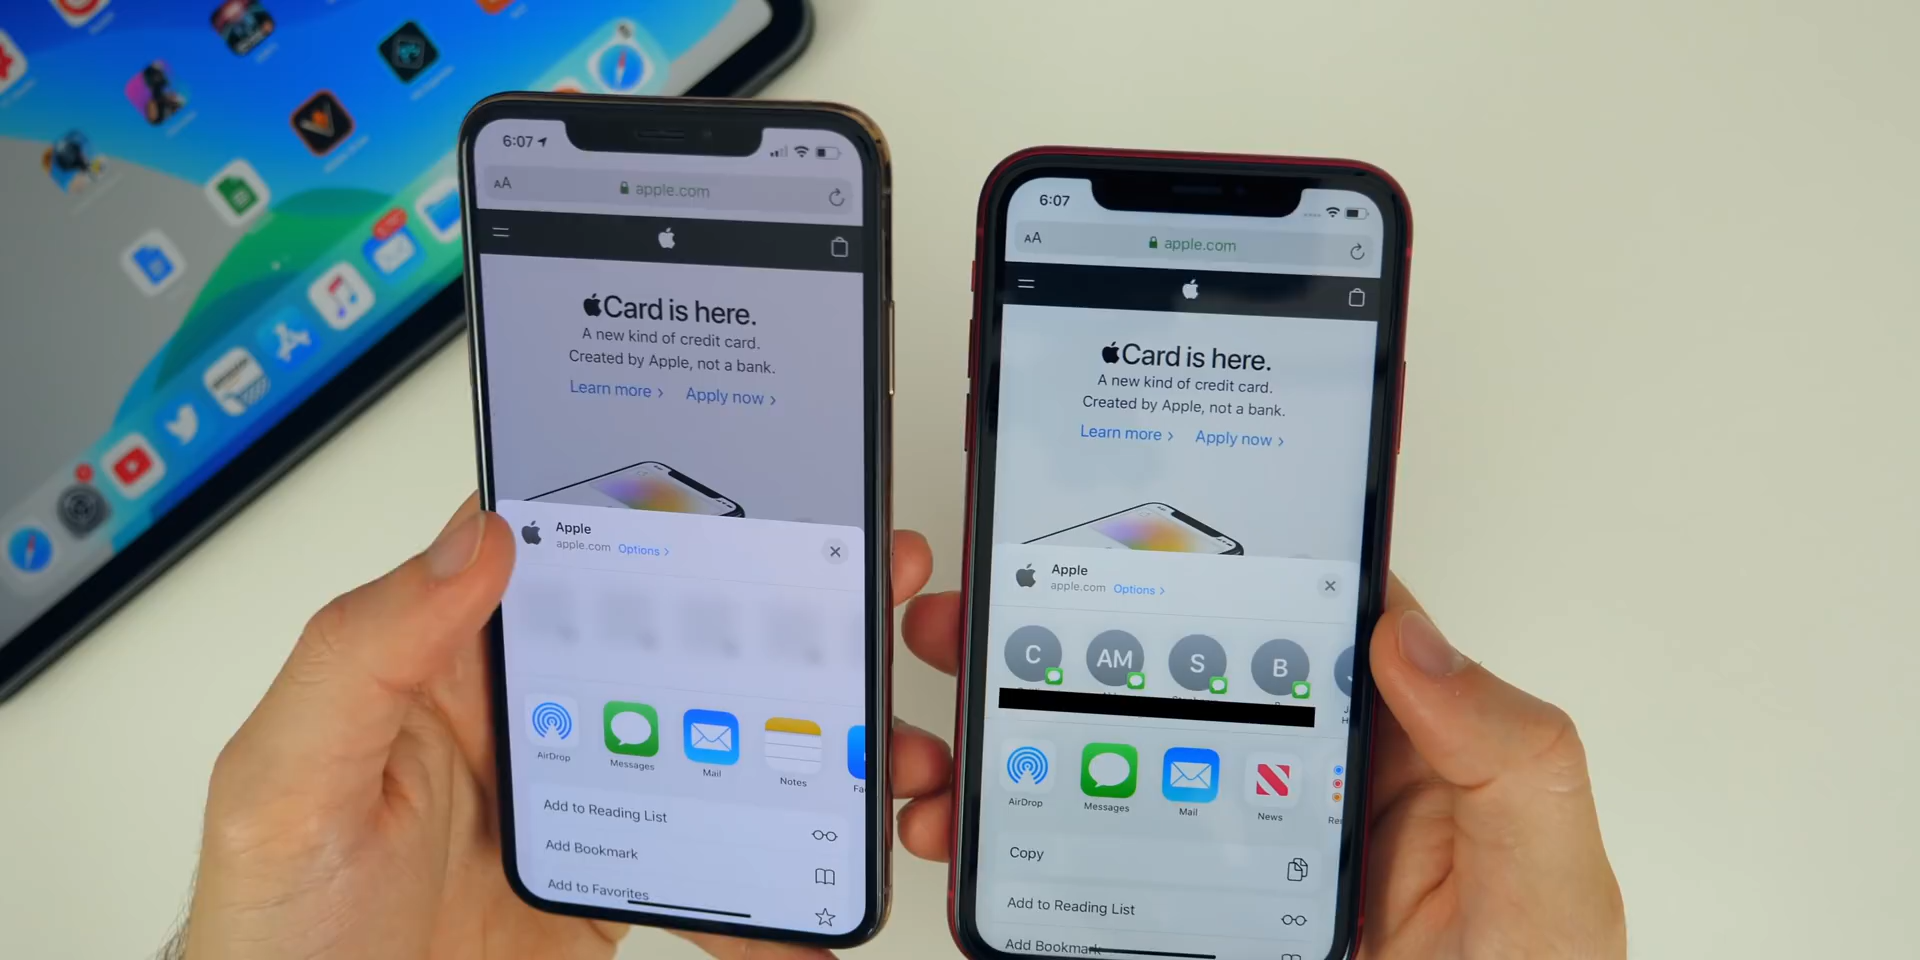 6:07
AA
apple.com
Card is here.
A new kind of credit card.
Created by Apple, not a bank.
Learn more >
Apply now >
Apple
apple.com Options >
AirDrop
Messages
Mail
Notes
Add to Reading List
Add Bookmark
Add to Favorites
6:07
AA
apple.com
Card is here.
A new kind of credit card.
Created by Apple, not a bank.
Learn more >
Apply now >
Apple
apple.com Options >
C
AM
S
B
AirDrop
Messages
Mail
News
Copy
Add to Reading List
Add Bookmark